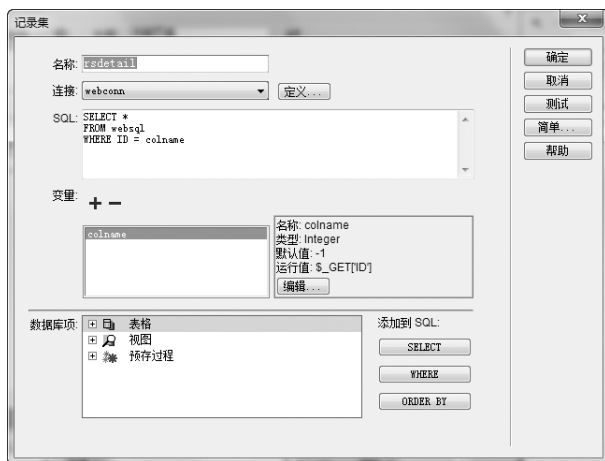 记录集
名称: rsdetail
连接: webconn 定义...
SQL: SELECT *
FROM websql
WHERE ID = colname
变量:
colname
名称: colname
类型: Integer
默认值: -1
运行值: $_GET['ID']
编辑...
数据库项: 表格
视图
预存过程
添加到 SQL:
SELECT
WHERE
ORDER BY
确定
取消
测试
简单...
帮助